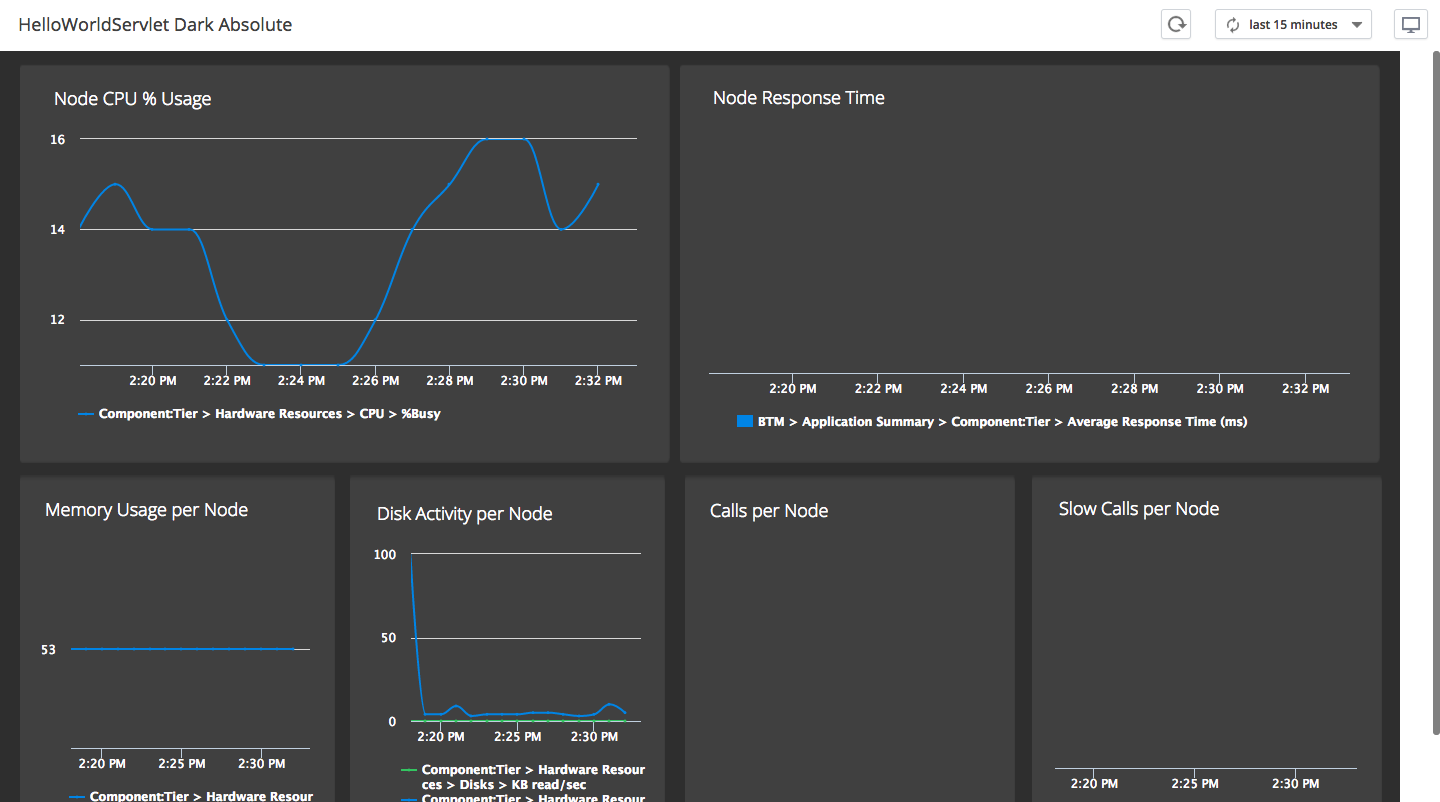 HelloWorldServlet Dark Absolute
last 15 minutes
Node CPU % Usage
16
14
12
2:20 PM 2:22 PM 2:24 PM 2:26 PM 2:28 PM 2:30 PM 2:32 PM
Component:Tier > Hardware Resources > CPU > %Busy
Node Response Time
2:20 PM 2:22 PM 2:24 PM 2:26 PM 2:28 PM 2:30 PM 2:32 PM
BTM > Application Summary > Component:Tier > Average Response Time (ms)
Memory Usage per Node
53
2:20 PM 2:25 PM 2:30 PM
Component:Tier > Hardware Resour
Disk Activity per Node
100
50
0
2:20 PM 2:25 PM 2:30 PM
Component:Tier > Hardware Resour
ces > Disks > KB read/sec
Component:Tier > Hardware Resour
Calls per Node
Slow Calls per Node
2:20 PM 2:25 PM 2:30 PM